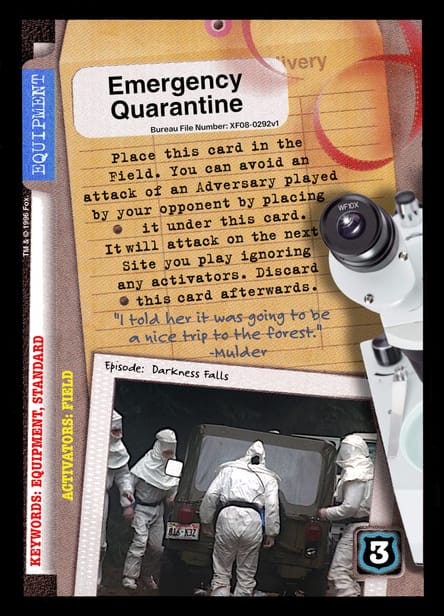 ivery
Emergency
Quarantine
Bureau File Number: XF08-0292v1
Place this card in the
Field. You can avoid an
attack of an Adversary played
by your opponent by placing
it under this card.
It will attack on the next
Site you play ignoring
any activators. Discard
this card afterwards.
"I told her it was going to be
a nice trip to the forest."
-Mulder
Episode: Darkness Falls
EQUIPMENT
TM & © 1996 Fox.
KEYWORDS: EQUIPMENT, STANDARD
ACTIVATORS: FIELD
WF10X
3